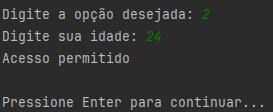 Digite a opção desejada: 2
Digite sua idade: 24
Acesso permitido
Pressione Enter para continuar...